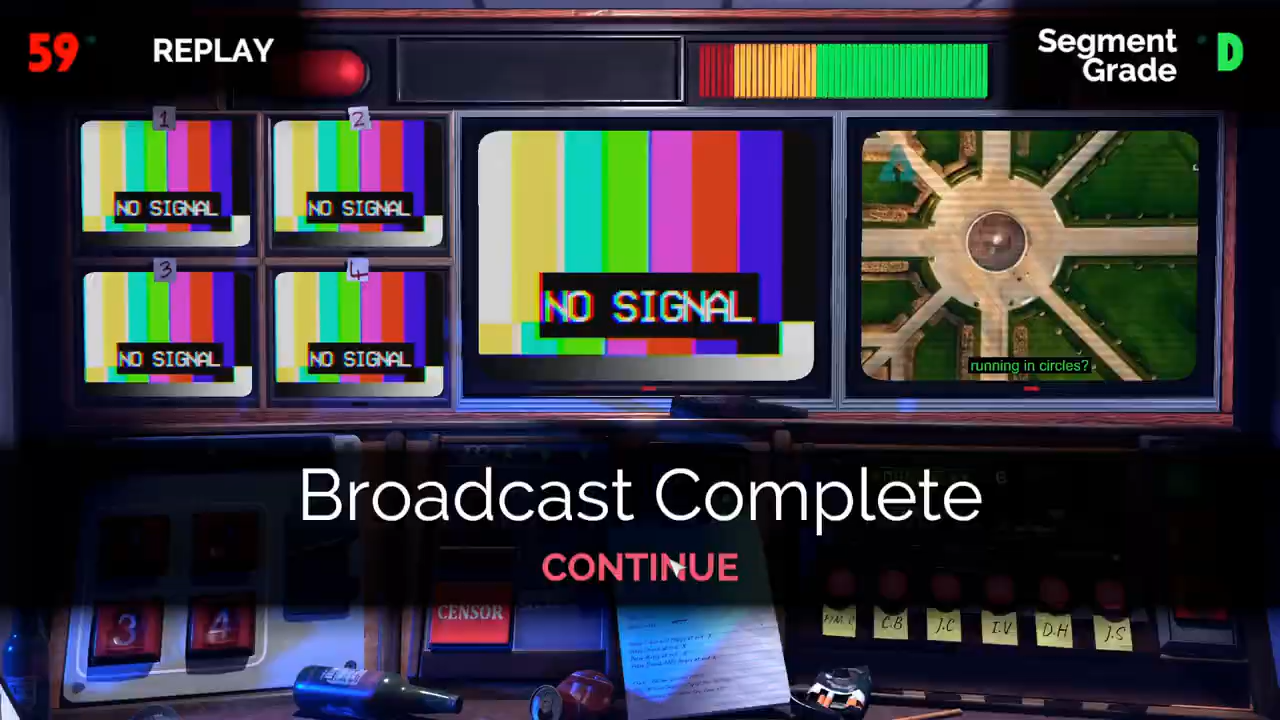 59
REPLAY
Segment
Grade
D
1
2
NO SIGNAL
NO SIGNAL
NO SIGNAL
3
4
NO SIGNAL
NO SIGNAL
running in circles?
Broadcast Complete
CONTINUE
3
4
CENSOR
C.B
J.C
I.V
D.H
J.S